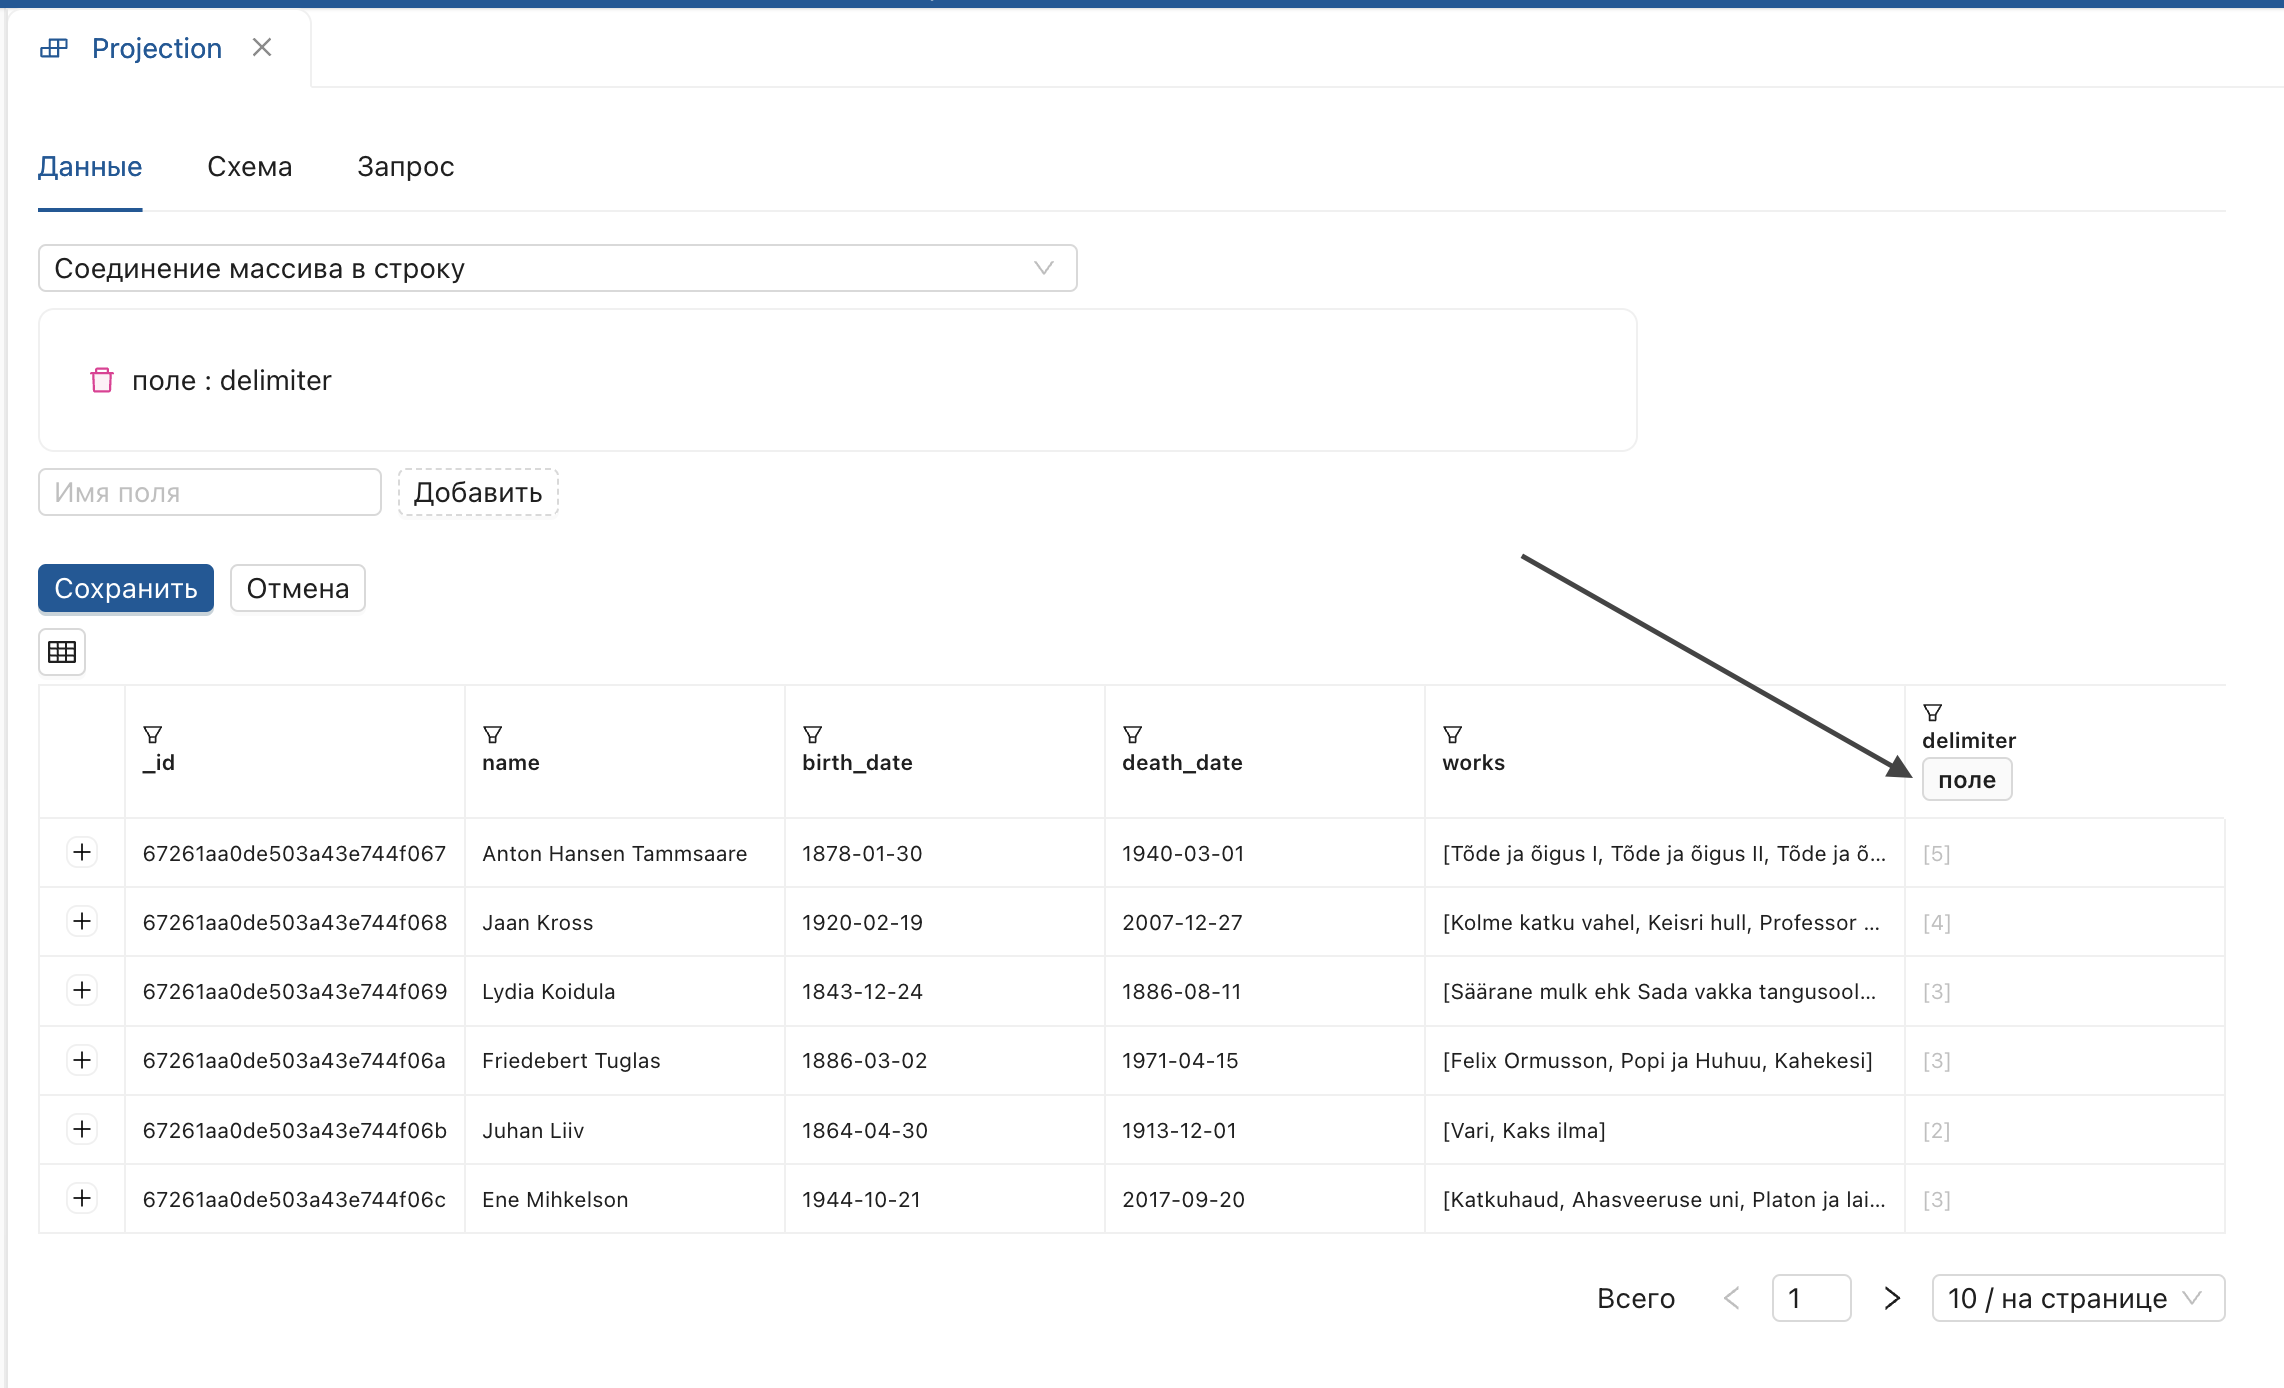 Projection
Данные Схема Запрос
Соединение массива в строку
поле : delimiter
Имя поля Добавить
Сохранить Отмена
_id name birth_date death_date works delimiter
поле
67261aa0de503a43e744f067 Anton Hansen Tammsaare 1878-01-30 1940-03-01 [Tõde ja õigus I, Tõde ja õigus II, Tõde ja õ... [5]
67261aa0de503a43e744f068 Jaan Kross 1920-02-19 2007-12-27 [Kolme katku vahel, Keisri hull, Professor ... [4]
67261aa0de503a43e744f069 Lydia Koidula 1843-12-24 1886-08-11 [Säärane mulk ehk Sada vakka tangusool... [3]
67261aa0de503a43e744f06a Friedebert Tuglas 1886-03-02 1971-04-15 [Felix Ormusson, Popi ja Huhuu, Kahekesi] [3]
67261aa0de503a43e744f06b Juhan Liiv 1864-04-30 1913-12-01 [Vari, Kaks ilma] [2]
67261aa0de503a43e744f06c Ene Mihkelson 1944-10-21 2017-09-20 [Katkuhaud, Ahasveeruse uni, Platon ja lai... [3]
Всего 1 10 / на странице